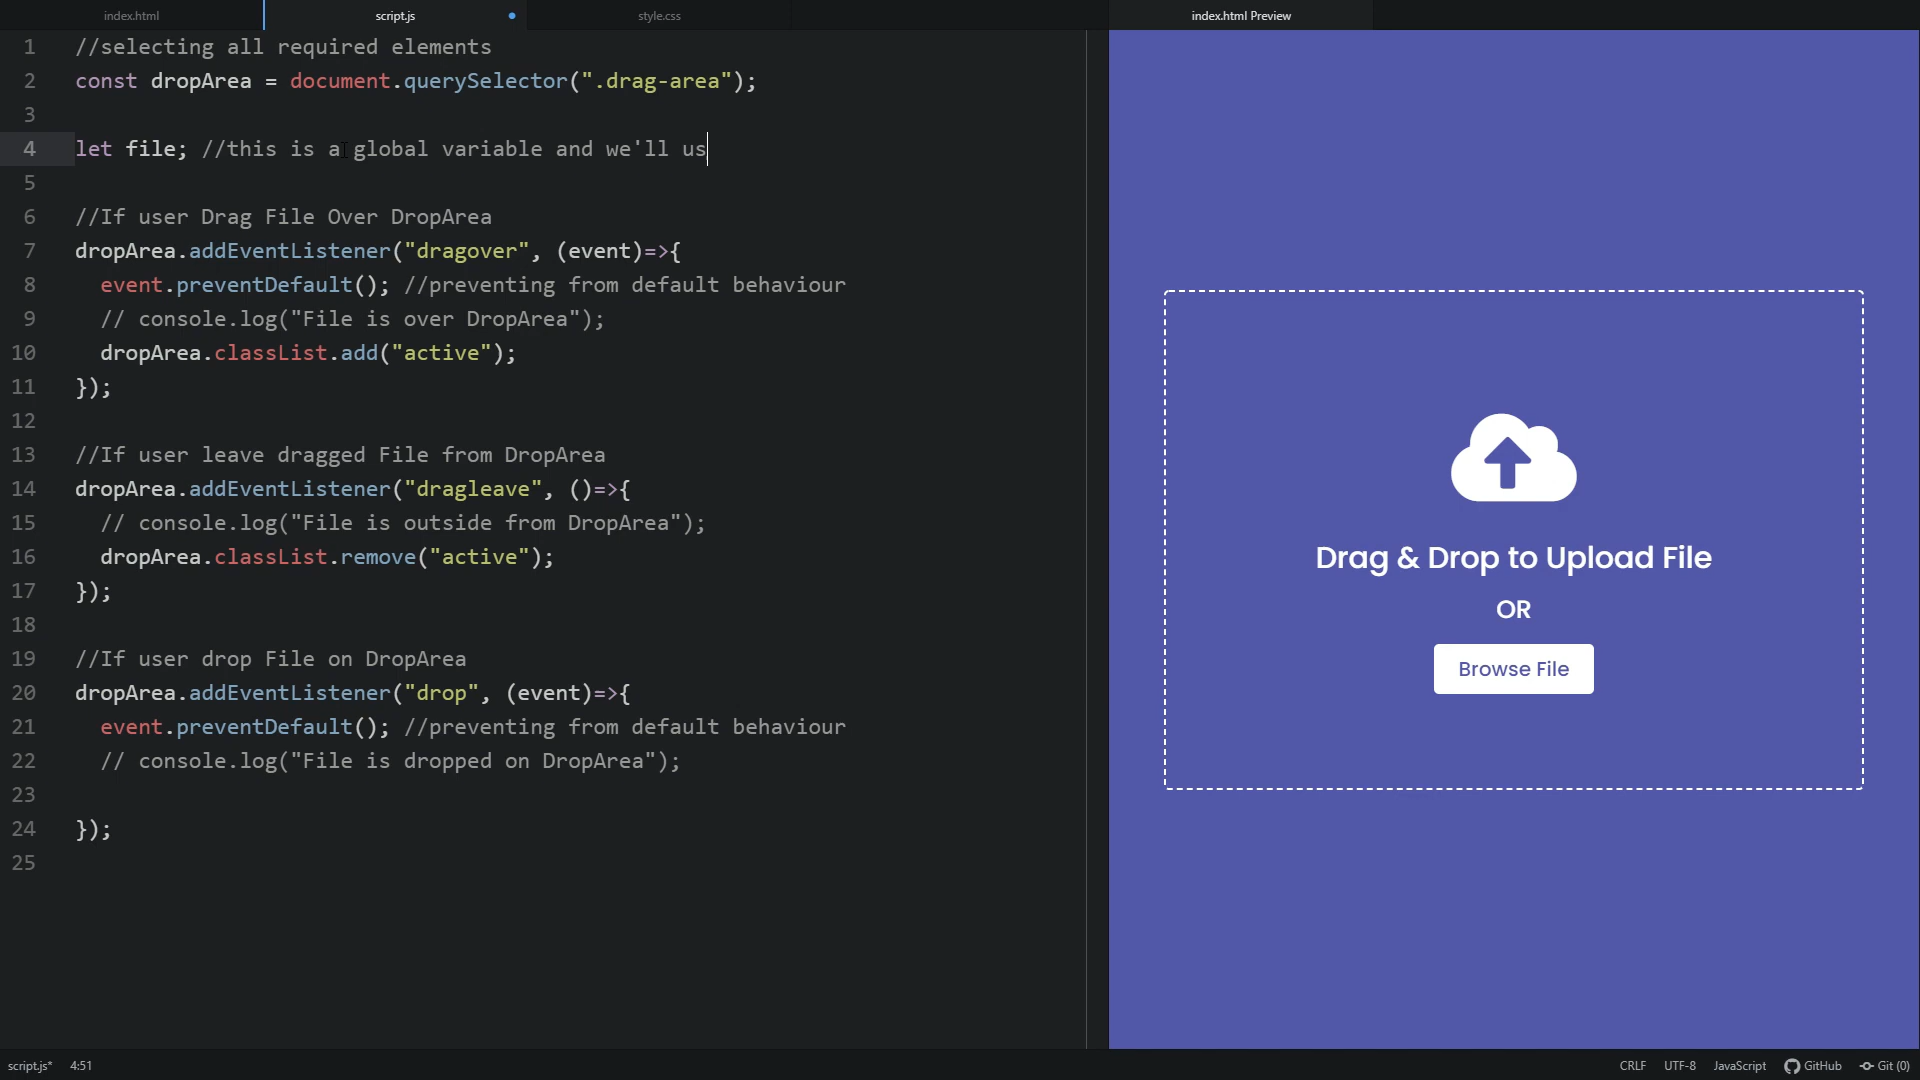 index.html
script.js
style.css
index.html Preview
1 //selecting all required elements
2 const dropArea = document.querySelector(".drag-area");
3
4 let file; //this is a global variable and we'll us
5
6 //If user Drag File Over DropArea
7 dropArea.addEventListener("dragover", (event)=>{
8 event.preventDefault(); //preventing from default behaviour
9 // console.log("File is over DropArea");
10 dropArea.classList.add("active");
11 });
12
13 //If user leave dragged File from DropArea
14 dropArea.addEventListener("dragleave", ()=>{
15 // console.log("File is outside from DropArea");
16 dropArea.classList.remove("active");
17 });
18
19 //If user drop File on DropArea
20 dropArea.addEventListener("drop", (event)=>{
21 event.preventDefault(); //preventing from default behaviour
22 // console.log("File is dropped on DropArea");
23
24 });
25
Drag & Drop to Upload File
OR
Browse File
script.js* 4:51
CRLF UTF-8 JavaScript GitHub Git (0)